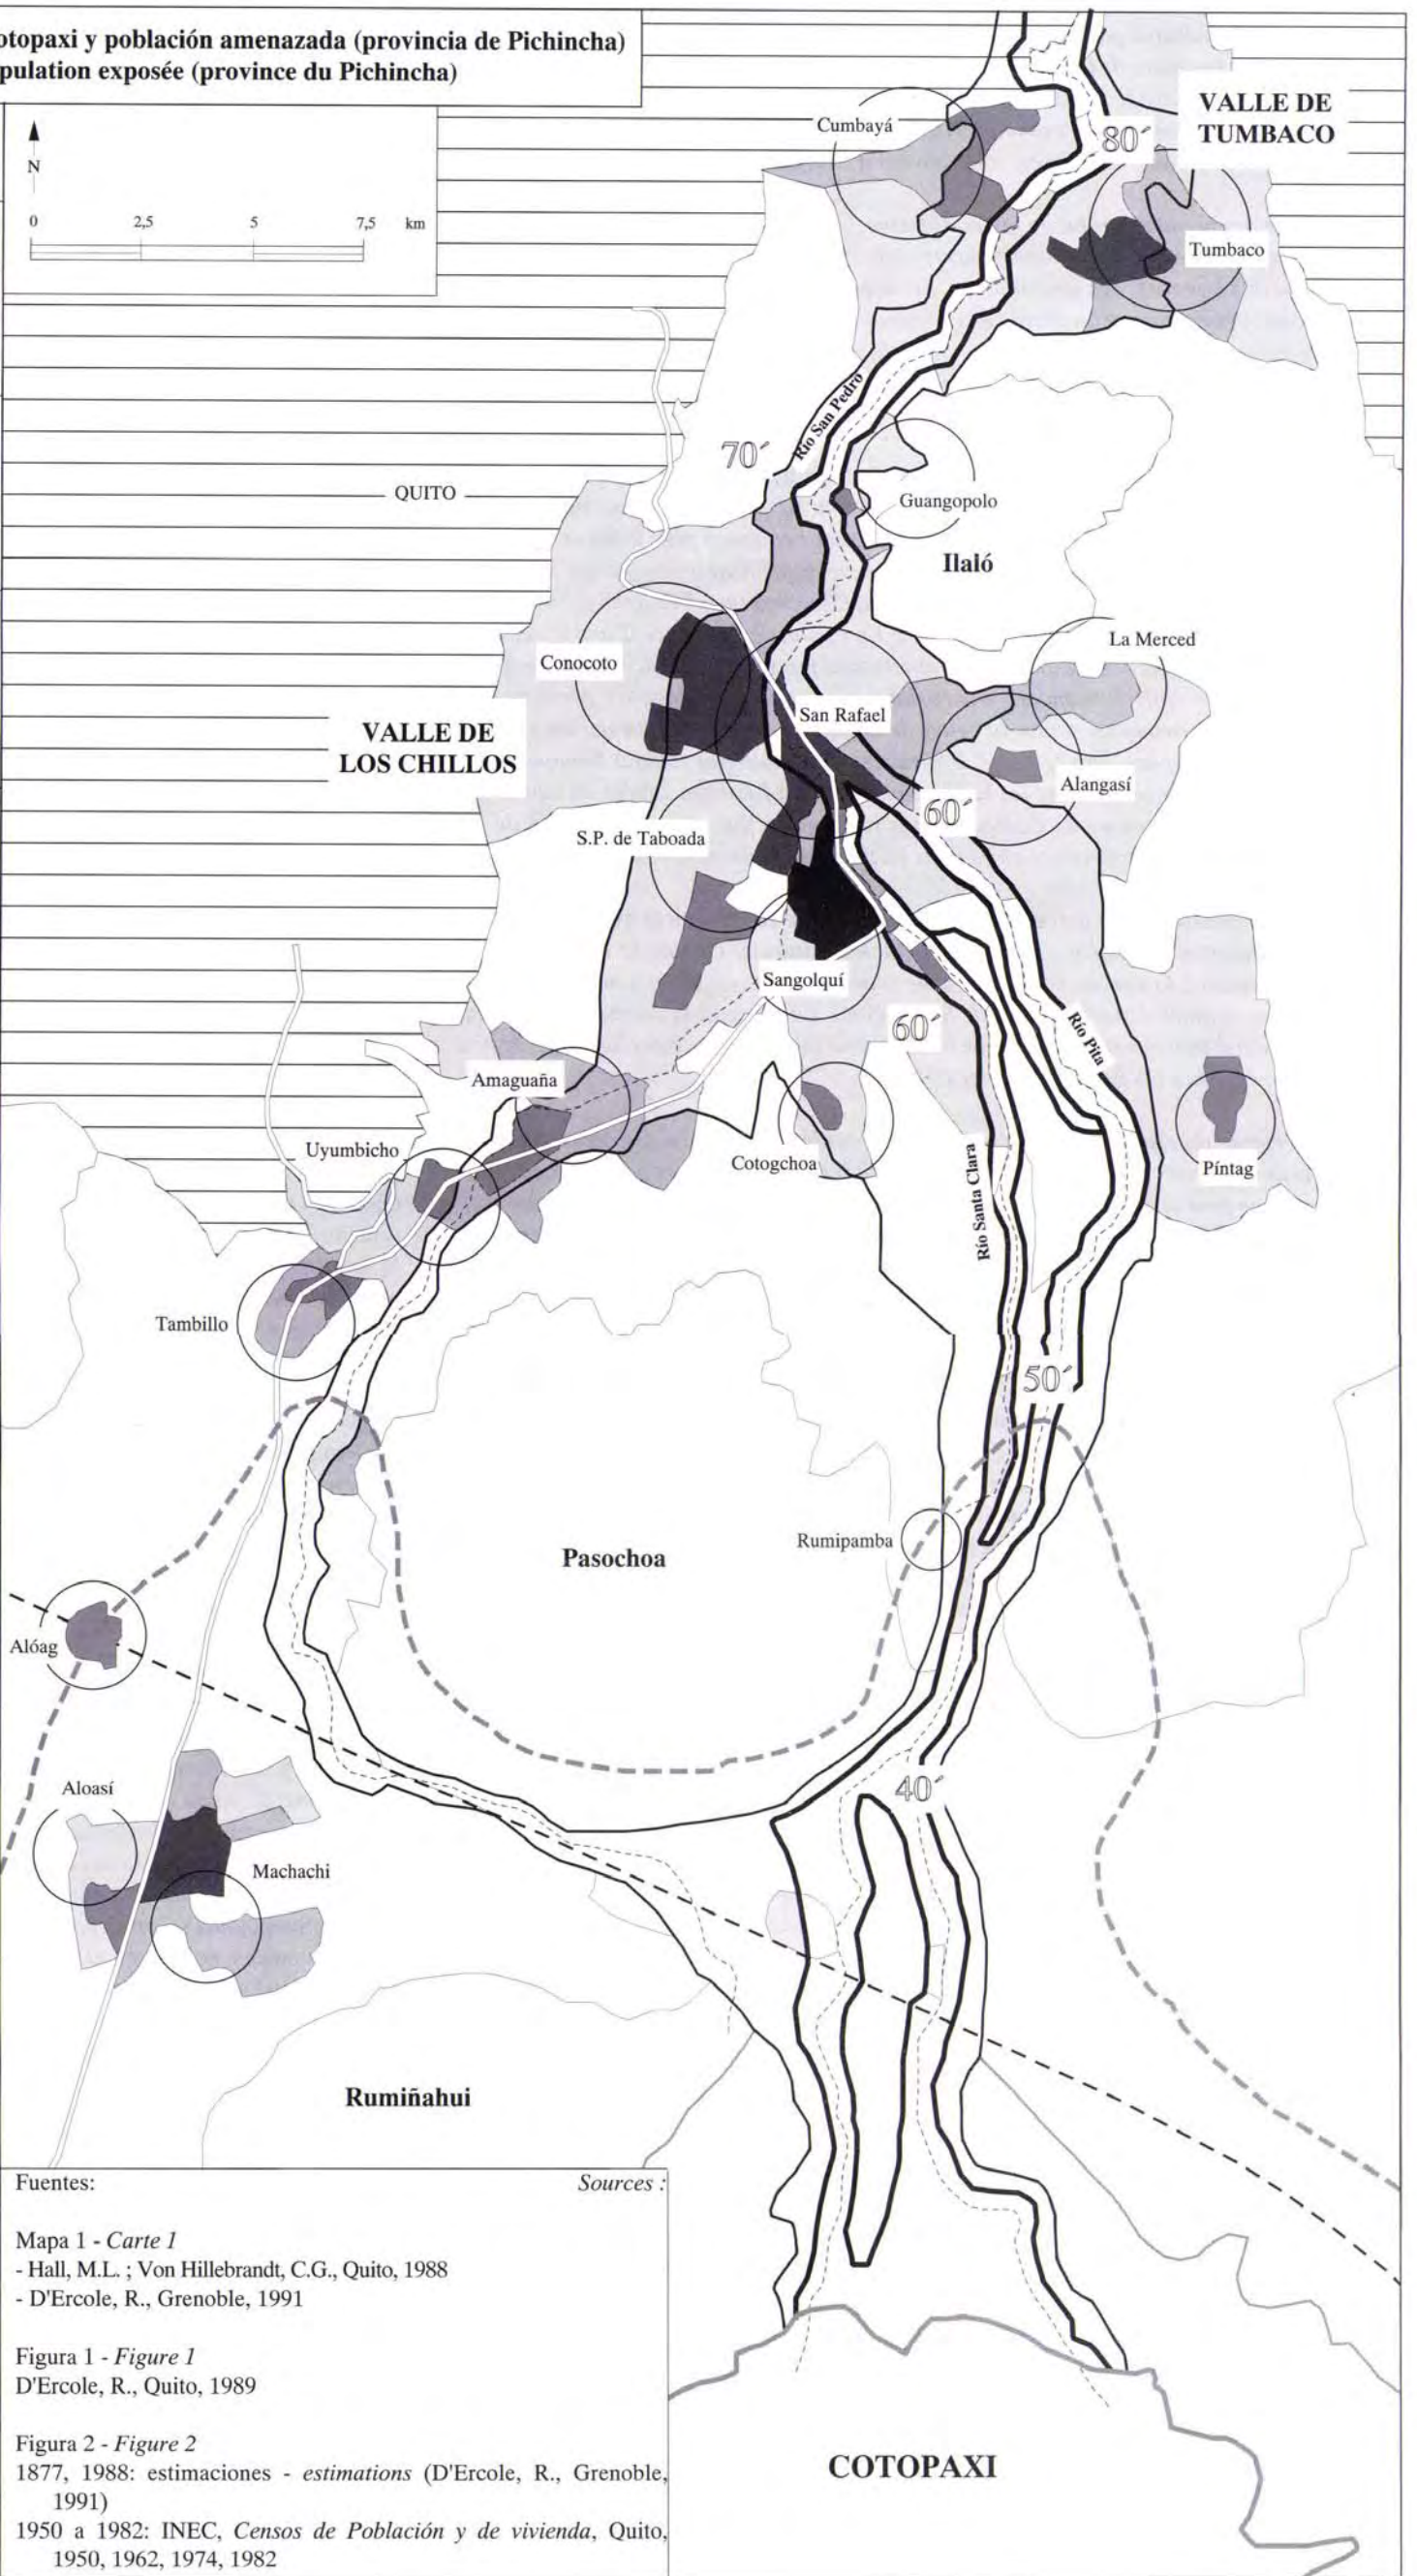 otopaxi y población amenazada (provincia de Pichincha)
pulation exposée (province du Pichincha)
N
0 2,5 5 7,5 km
VALLE DE
TUMBACO
Cumbayá
80´
Tumbaco
Río San Pedro
70´
QUITO
Guangopolo
Ilaló
La Merced
Conocoto
San Rafael
VALLE DE
LOS CHILLOS
Alangasí
60´
S.P. de Taboada
Sangolquí
60´
Río Pita
Amaguaña
Uyumbicho
Cotogchoa
Río Santa Clara
Píntag
Tambillo
50´
Rumipamba
Pasochoa
Alóag
40´
Aloasí
Machachi
Rumiñahui
Fuentes: Sources :
Mapa 1 - Carte 1
- Hall, M.L. ; Von Hillebrandt, C.G., Quito, 1988
- D'Ercole, R., Grenoble, 1991
Figura 1 - Figure 1
D'Ercole, R., Quito, 1989
Figura 2 - Figure 2
1877, 1988: estimaciones - estimations (D'Ercole, R., Grenoble,
1991)
1950 a 1982: INEC, Censos de Población y de vivienda, Quito,
1950, 1962, 1974, 1982
COTOPAXI